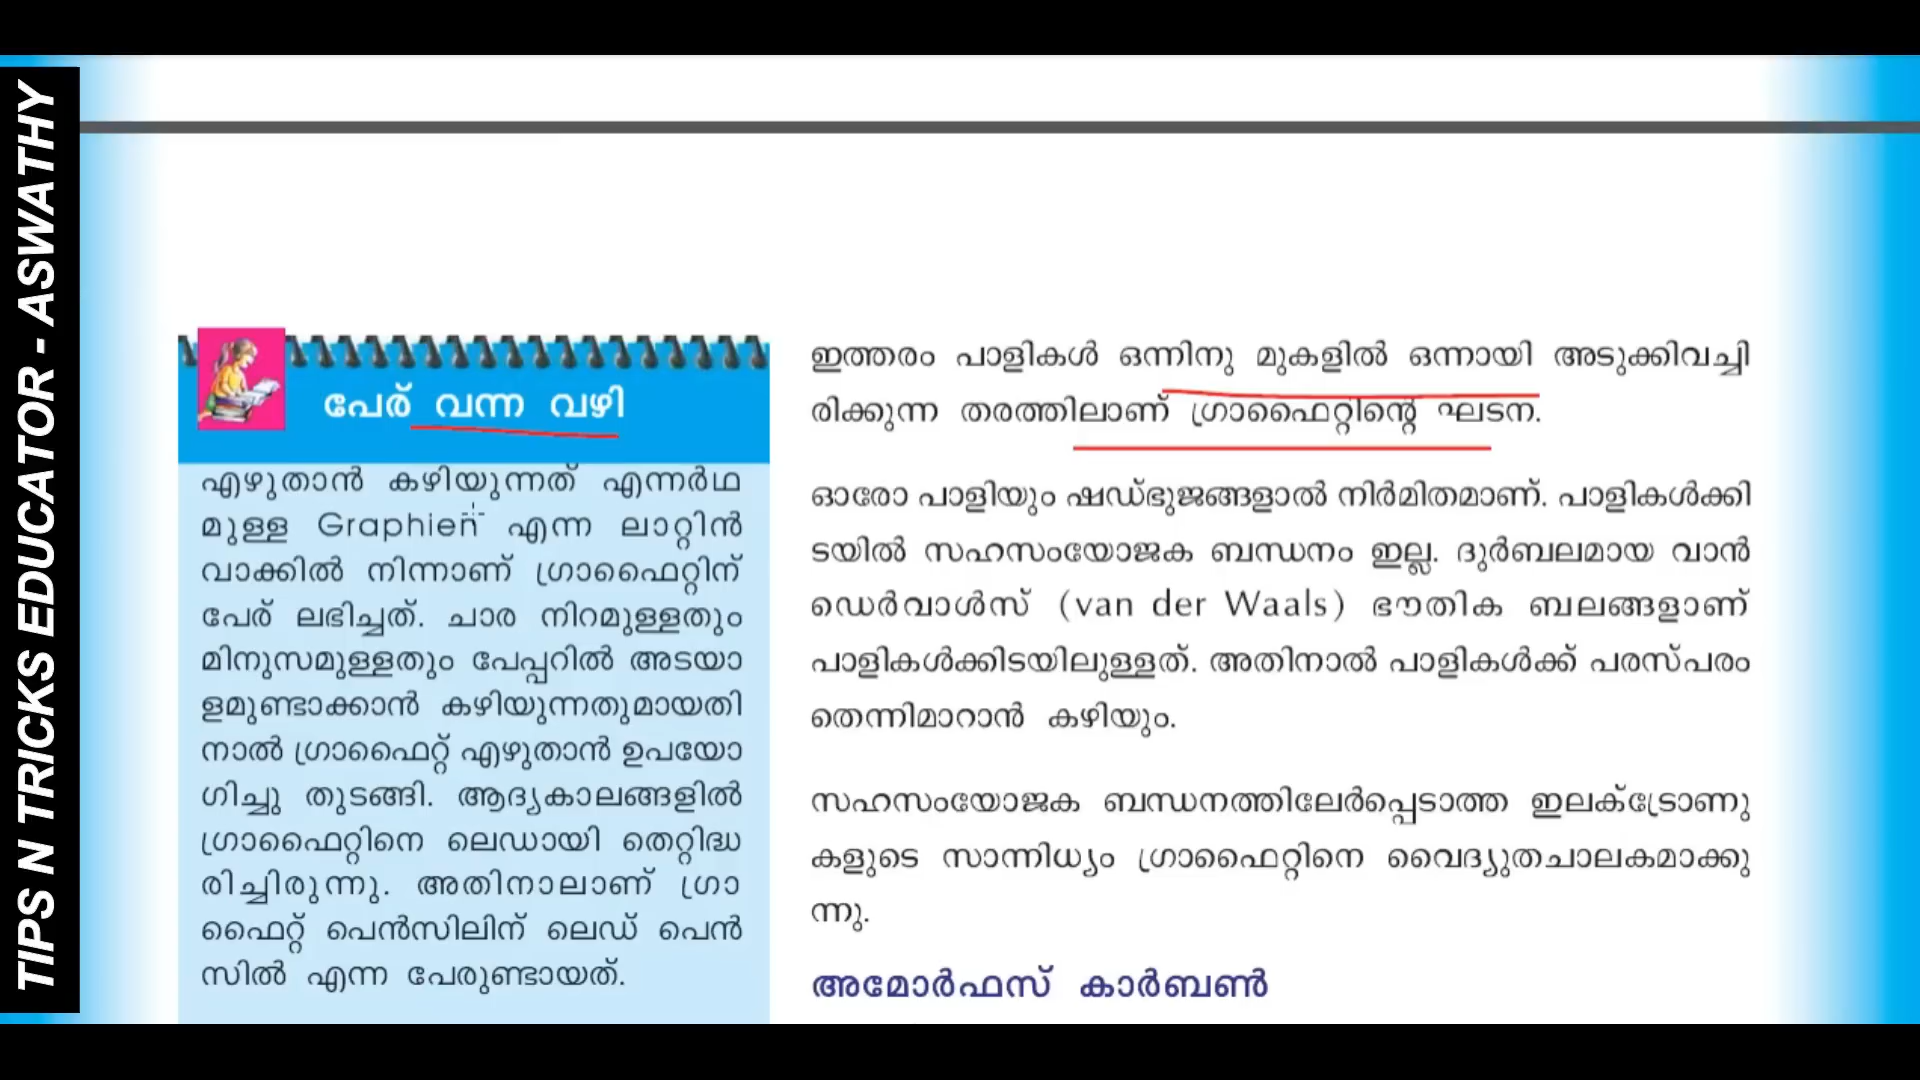 TIPS N TRICKS EDUCATOR - ASWATHY
പേര് വന്ന വഴി
എഴുതാൻ കഴിയുന്നത് എന്നർഥ
മുള്ള Graphien എന്ന ലാറ്റിൻ
വാക്കിൽ നിന്നാണ് ഗ്രാഫൈറ്റിന്
പേര് ലഭിച്ചത്. ചാര നിറമുള്ളതും
മിനുസമുള്ളതും പേപ്പറിൽ അടയാ
ളമുണ്ടാക്കാൻ കഴിയുന്നതുമായതി
നാൽ ഗ്രാഫൈറ്റ് എഴുതാൻ ഉപയോ
ഗിച്ചു തുടങ്ങി. ആദ്യകാലങ്ങളിൽ
ഗ്രാഫൈറ്റിനെ ലെഡായി തെറ്റിദ്ധ
രിച്ചിരുന്നു. അതിനാലാണ് ഗ്രാ
ഫൈറ്റ് പെൻസിലിന് ലെഡ് പെൻ
സിൽ എന്ന പേരുണ്ടായത്.
ഇത്തരം പാളികൾ ഒന്നിനു മുകളിൽ ഒന്നായി അടുക്കിവച്ചി
രിക്കുന്ന തരത്തിലാണ് ഗ്രാഫൈറ്റിന്റെ ഘടന.
ഓരോ പാളിയും ഷഡ്ഭുജങ്ങളാൽ നിർമിതമാണ്. പാളികൾക്കി
ടയിൽ സഹസംയോജക ബന്ധനം ഇല്ല. ദുർബലമായ വാൻ
ഡെർവാൾസ് (van der Waals) ഭൗതിക ബലങ്ങളാണ്
പാളികൾക്കിടയിലുള്ളത്. അതിനാൽ പാളികൾക്ക് പരസ്പരം
തെന്നിമാറാൻ കഴിയും.
സഹസംയോജക ബന്ധനത്തിലേർപ്പെടാത്ത ഇലക്ട്രോണു
കളുടെ സാന്നിധ്യം ഗ്രാഫൈറ്റിനെ വൈദ്യുതചാലകമാക്കു
ന്നു.
അമോർഫസ് കാർബൺ